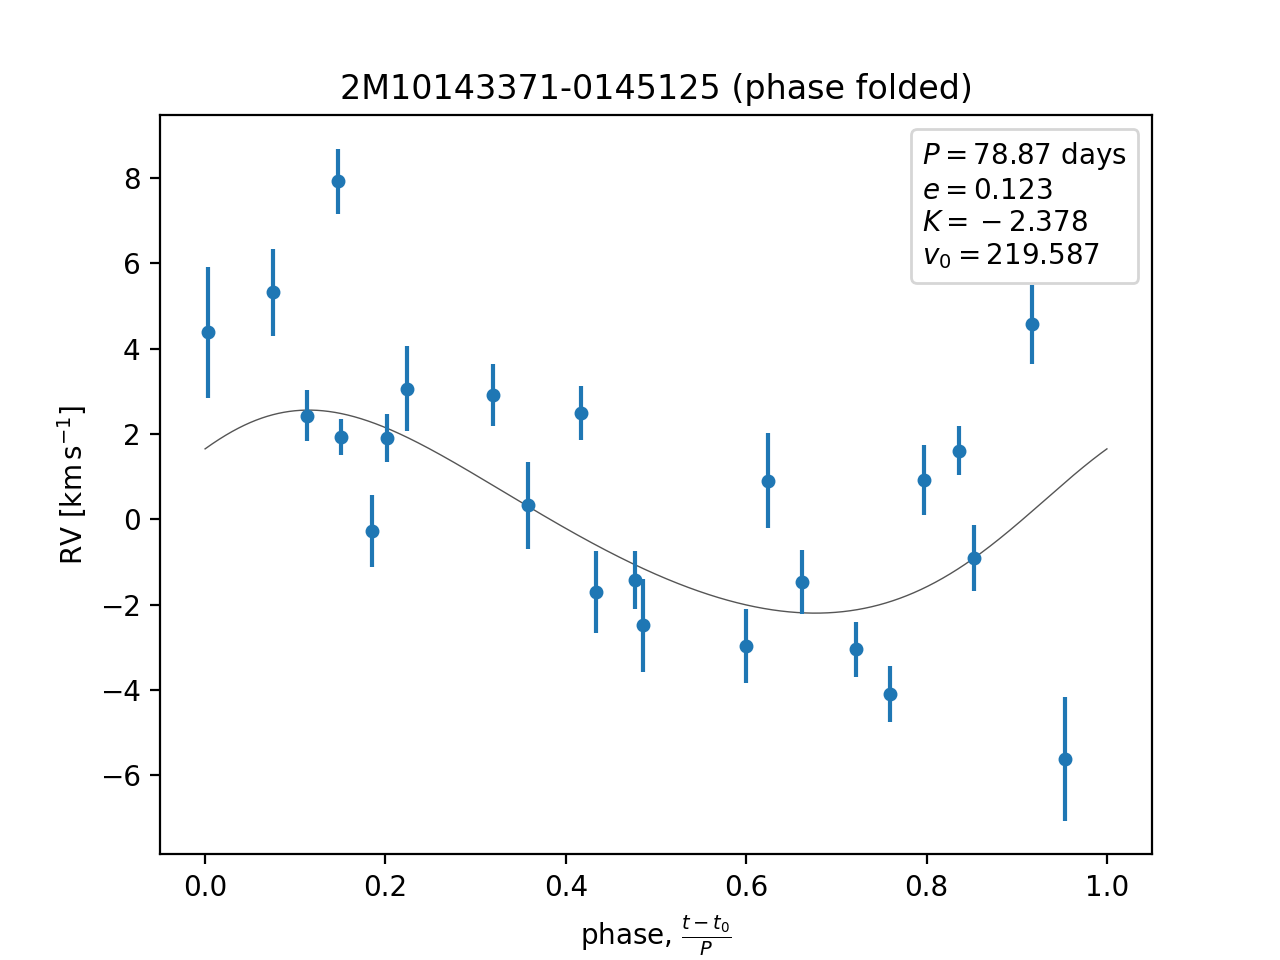 2M10143371-0145125 (phase folded)
P = 78.87 days
e = 0.123
K = −2.378
v₀ = 219.587
RV [km s⁻¹]
8
6
4
2
0
−2
−4
−6
0.0 0.2 0.4 0.6 0.8 1.0
phase, (t − t₀)/P